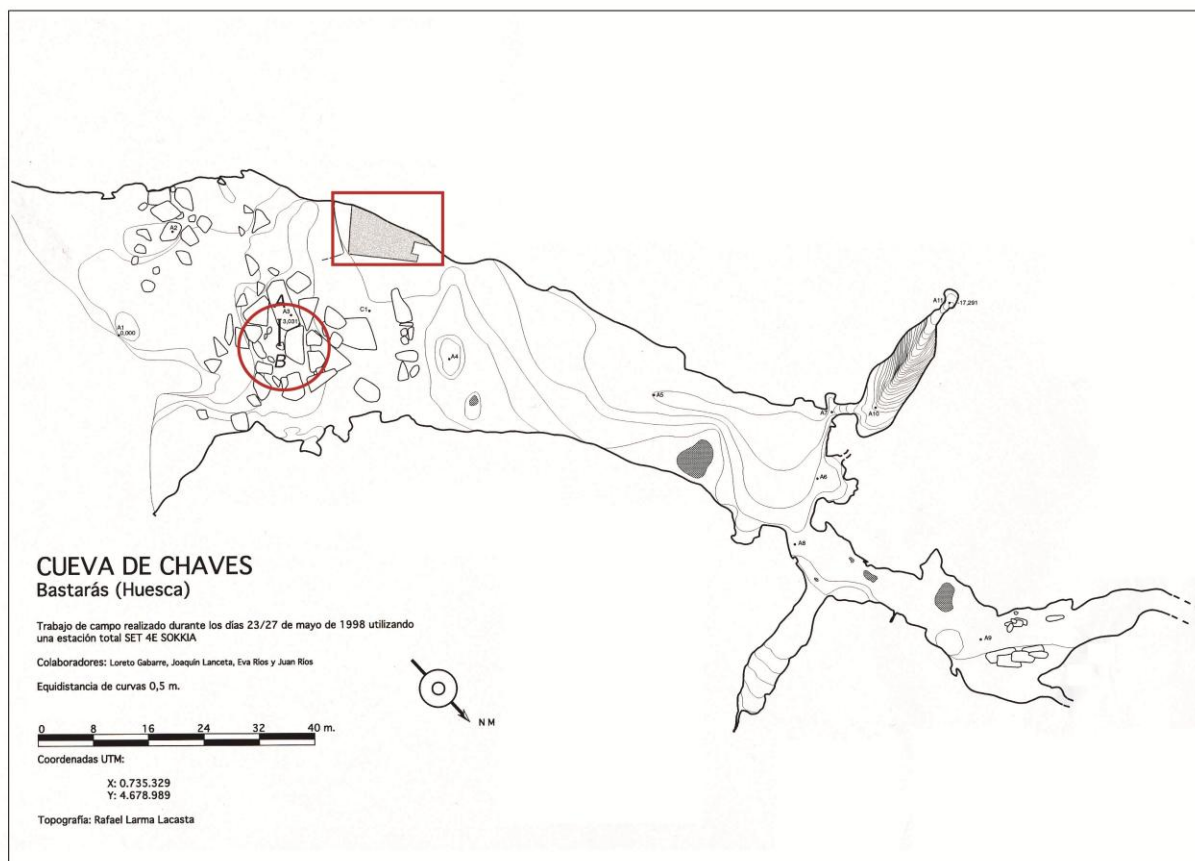 A2
A1
0,000
A
A3
3,031
B
C1
A4
A5
A7
A10
A11
-17,291
A6
A8
A9
CUEVA DE CHAVES
Bastarás (Huesca)
Trabajo de campo realizado durante los días 23/27 de mayo de 1998 utilizando
una estación total SET 4E SOKKIA
Colaboradores: Loreto Gabarre, Joaquín Lanceta, Eva Ríos y Juan Ríos
Equidistancia de curvas 0,5 m.
N M
0 8 16 24 32 40 m.
Coordenadas UTM:
X: 0.735.329
Y: 4.678.989
Topografía: Rafael Larma Lacasta